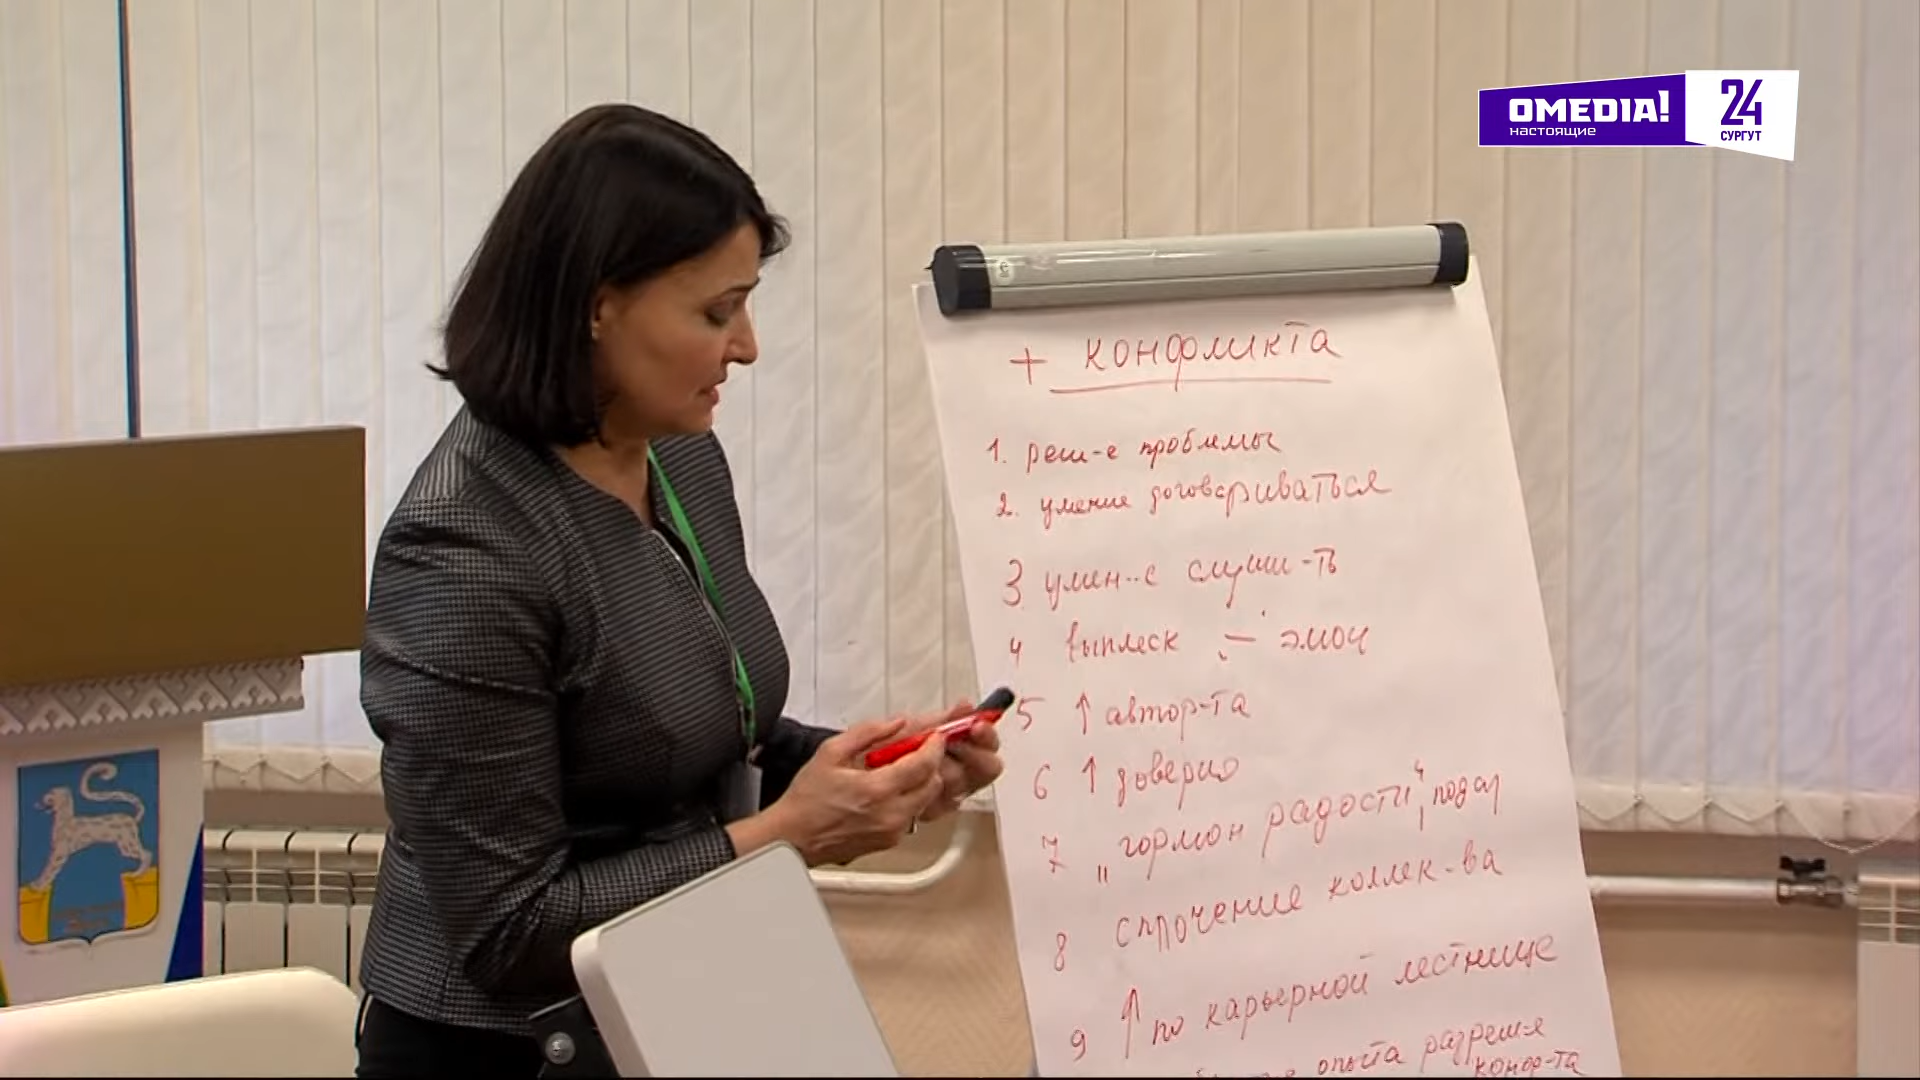 OMEDIA!
настоящие
24
СУРГУТ
+ конфликта
1. реш-е проблемы
2. умение договариваться
3 умен-е слуш-ть
4 выплеск - эмоц
5 ↑ автор-та
6 ↑ доверия
7 „гормон радости“, подар
8 сплочение коллек-ва
9 ↑ по карьерной лестнице
опыта разреш-я
конф-та